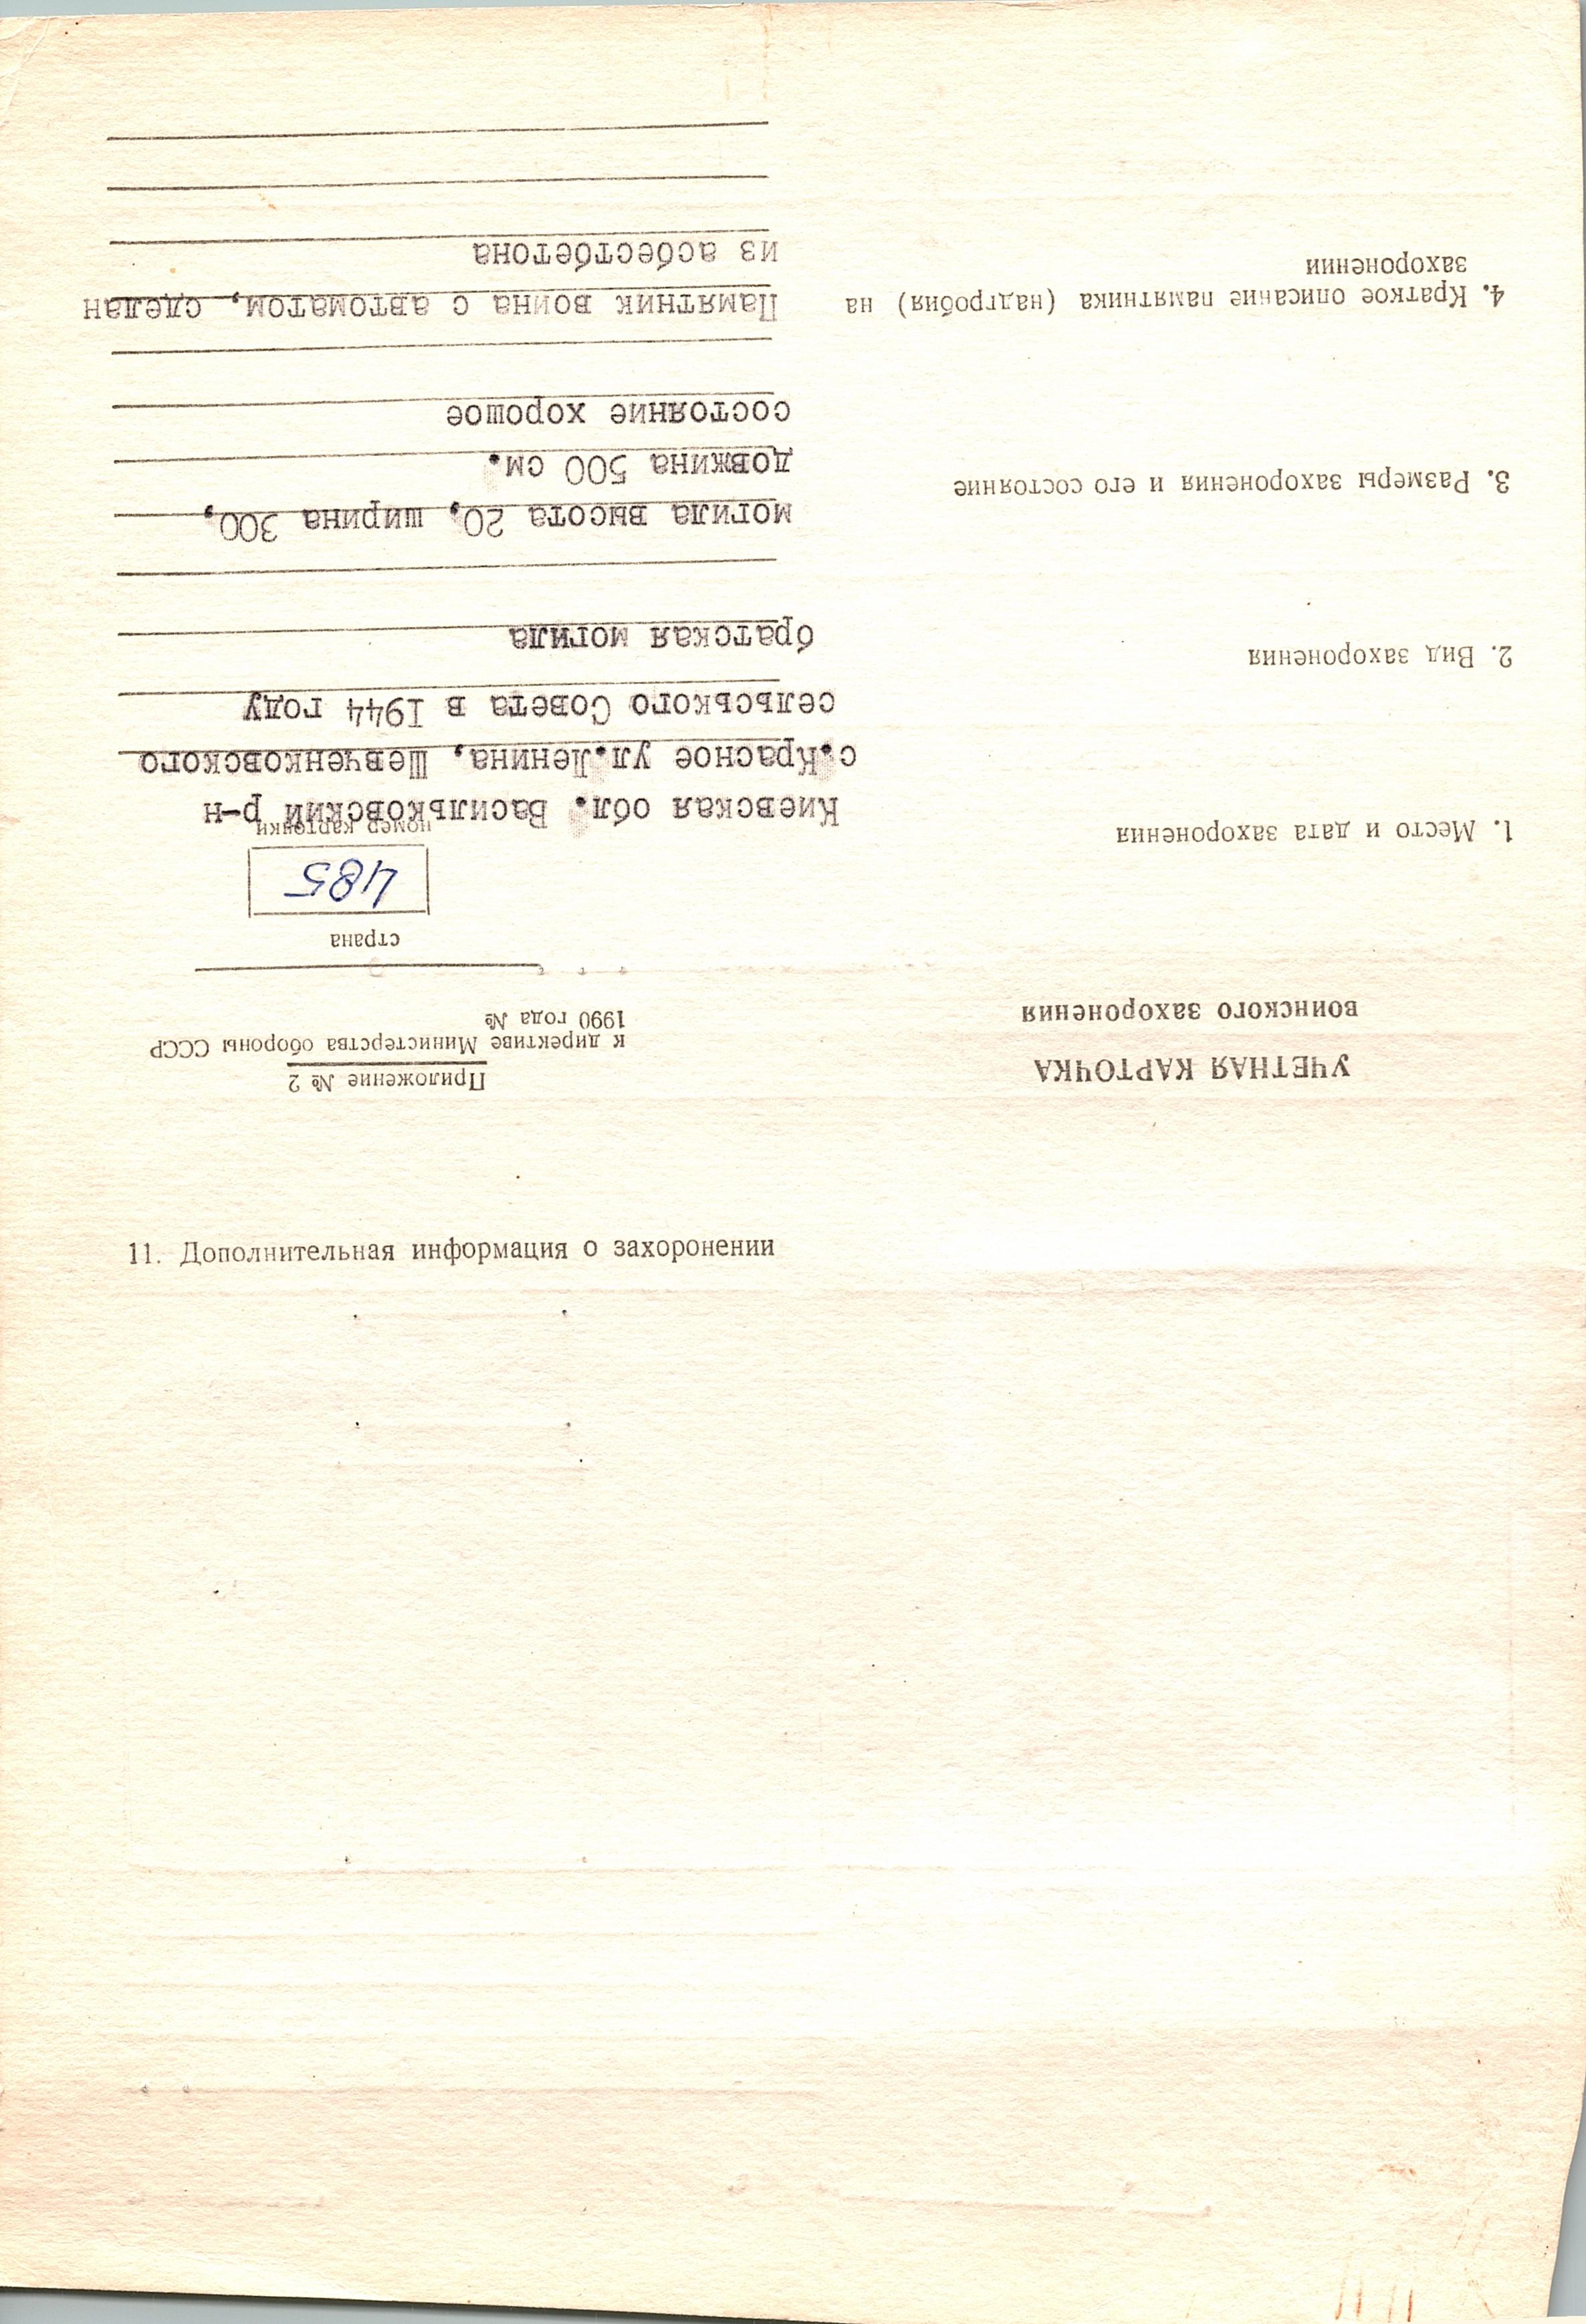 УЧЕТНАЯ КАРТОЧКА
воинского захоронения
Приложение № 2
к директиве Министерства обороны СССР
1990 года №
страна
485
номер карточки
1. Место и дата захоронения
Киевская обл. Васильковский р-н
с.Красное ул.Ленина, Шевченковского
сельського Совета в 1944 году
2. Вид захоронения
братская могила
3. Размеры захоронения и его состояние
могила высота 20, ширина 300,
довжина 500 см.
состояние хорошое
4. Краткое описание памятника (надгробия) на
захоронении
Памятник воина с автоматом, сделан
из асбестбетона
11. Дополнительная информация о захоронении